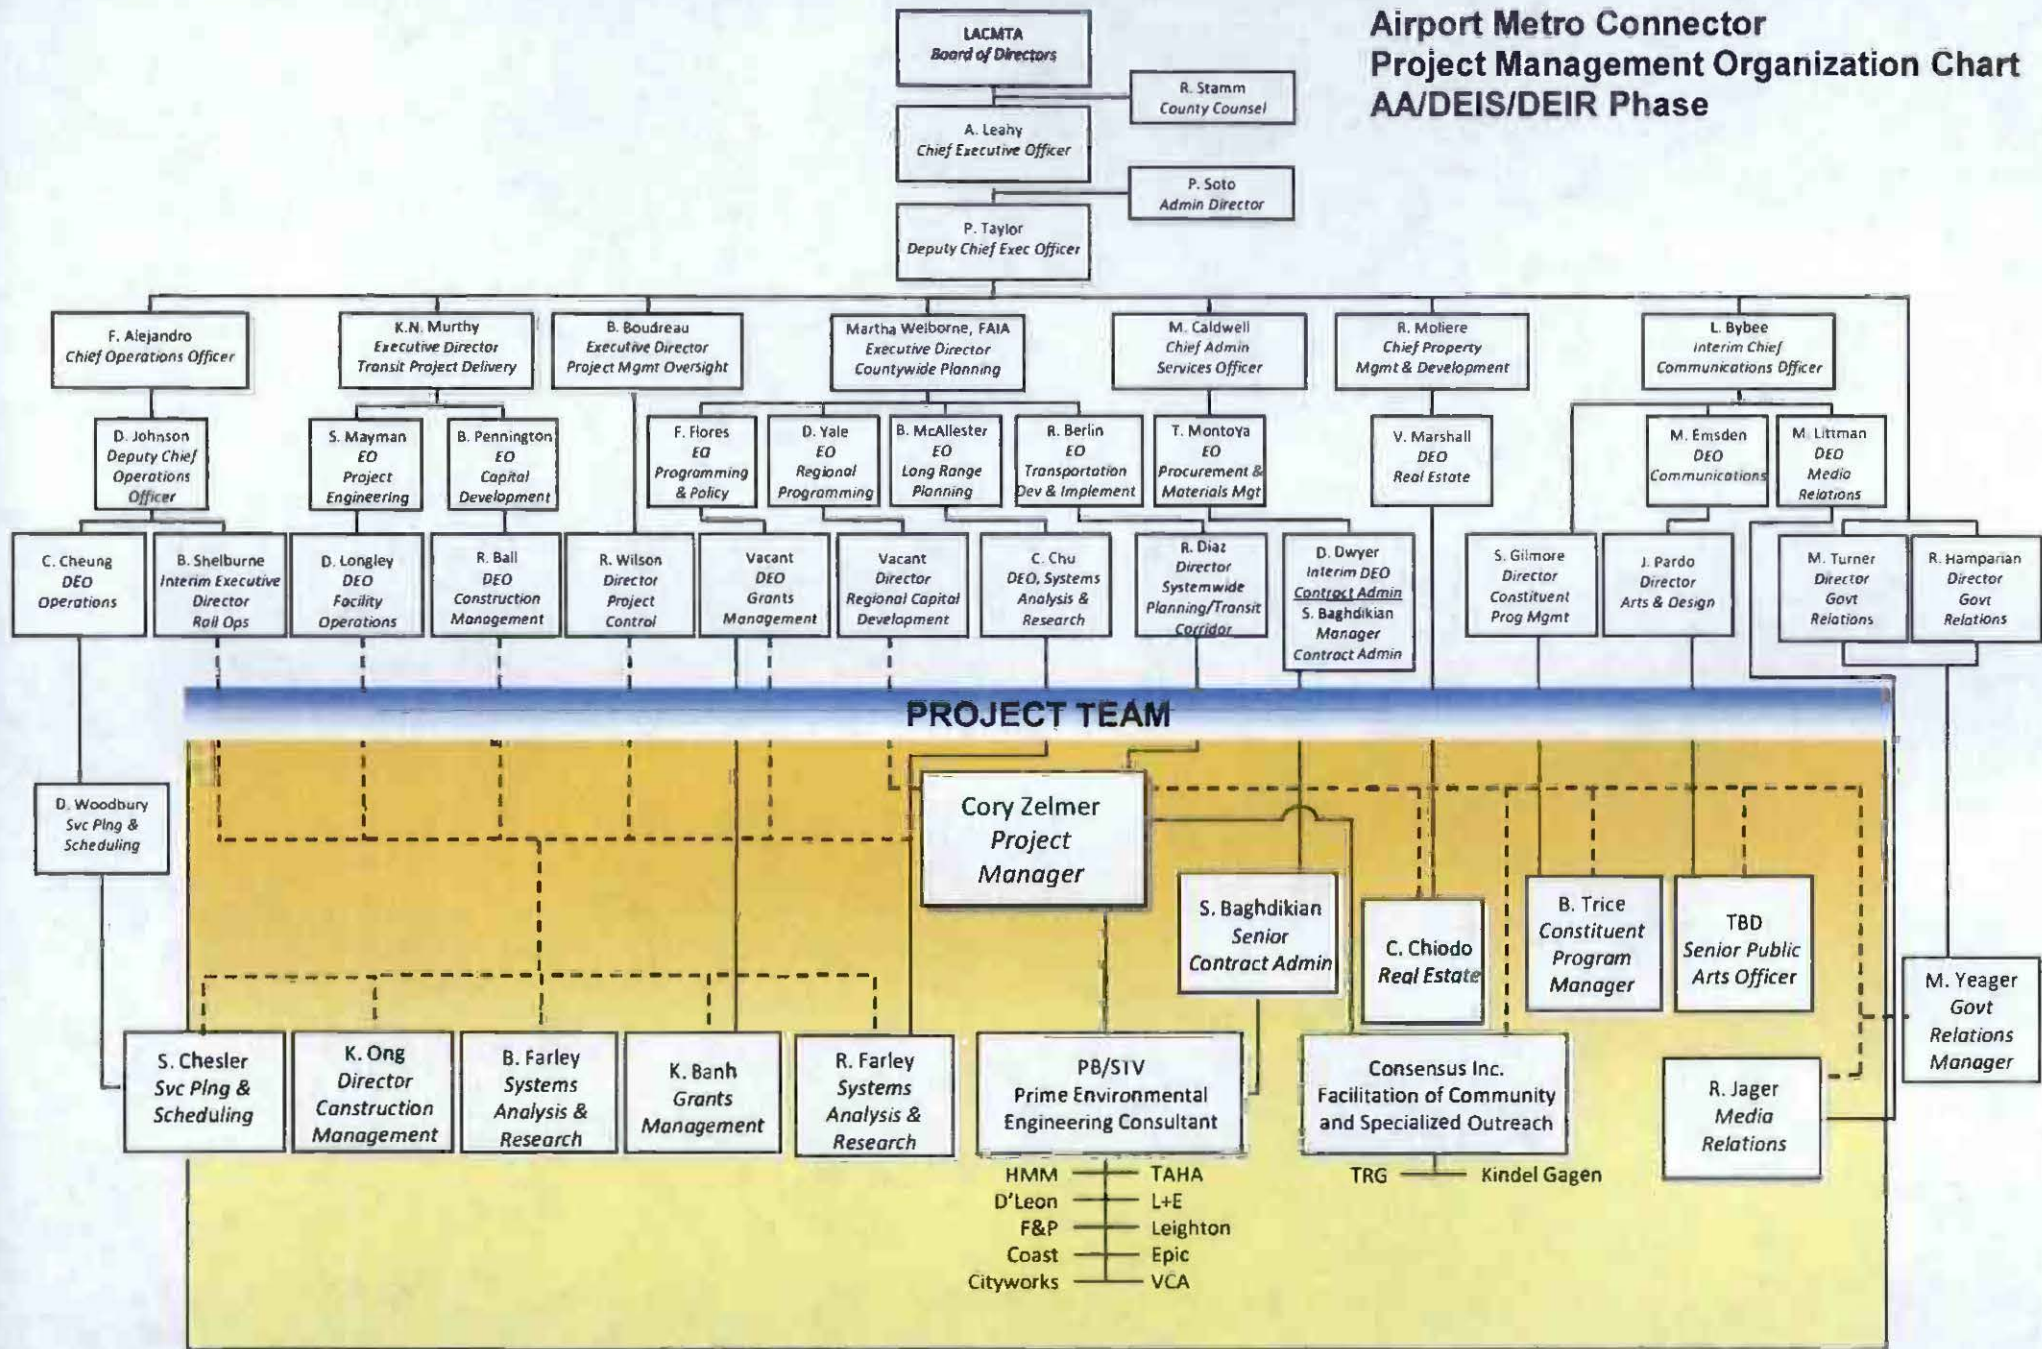 Airport Metro Connector
Project Management Organization Chart
AA/DEIS/DEIR Phase
LACMTA
Board of Directors
R. Stamm
County Counsel
A. Leahy
Chief Executive Officer
P. Soto
Admin Director
P. Taylor
Deputy Chief Exec Officer
F. Alejandro
Chief Operations Officer
K.N. Murthy
Executive Director
Transit Project Delivery
B. Boudreau
Executive Director
Project Mgmt Oversight
Martha Welborne, FAIA
Executive Director
Countywide Planning
M. Caldwell
Chief Admin
Services Officer
R. Moliere
Chief Property
Mgmt & Development
L. Bybee
Interim Chief
Communications Officer
D. Johnson
Deputy Chief
Operations
Officer
S. Mayman
EO
Project
Engineering
B. Pennington
EO
Capital
Development
F. Flores
EO
Programming
& Policy
D. Yale
EO
Regional
Programming
B. McAllester
EO
Long Range
Planning
R. Berlin
EO
Transportation
Dev & Implement
T. Montoya
EO
Procurement &
Materials Mgt
V. Marshall
DEO
Real Estate
M. Emsden
DEO
Communications
M. Littman
DEO
Media
Relations
C. Cheung
DEO
Operations
B. Shelburne
Interim Executive
Director
Rail Ops
D. Longley
DEO
Facility
Operations
R. Ball
DEO
Construction
Management
R. Wilson
Director
Project
Control
Vacant
DEO
Grants
Management
Vacant
Director
Regional Capital
Development
C. Chu
DEO, Systems
Analysis &
Research
R. Diaz
Director
Systemwide
Planning/Transit
Corridor
D. Dwyer
Interim DEO
Contract Admin
S. Baghdikian
Manager
Contract Admin
S. Gilmore
Director
Constituent
Prog Mgmt
J. Pardo
Director
Arts & Design
M. Turner
Director
Govt
Relations
R. Hamparian
Director
Govt
Relations
PROJECT TEAM
D. Woodbury
Svc Plng &
Scheduling
Cory Zelmer
Project
Manager
S. Baghdikian
Senior
Contract Admin
C. Chiodo
Real Estate
B. Trice
Constituent
Program
Manager
TBD
Senior Public
Arts Officer
M. Yeager
Govt
Relations
Manager
S. Chesler
Svc Plng &
Scheduling
K. Ong
Director
Construction
Management
B. Farley
Systems
Analysis &
Research
K. Banh
Grants
Management
R. Farley
Systems
Analysis &
Research
PB/STV
Prime Environmental
Engineering Consultant
Consensus Inc.
Facilitation of Community
and Specialized Outreach
R. Jager
Media
Relations
HMM TAHA
D'Leon L+E
F&P Leighton
Coast Epic
Cityworks VCA
TRG Kindel Gagen